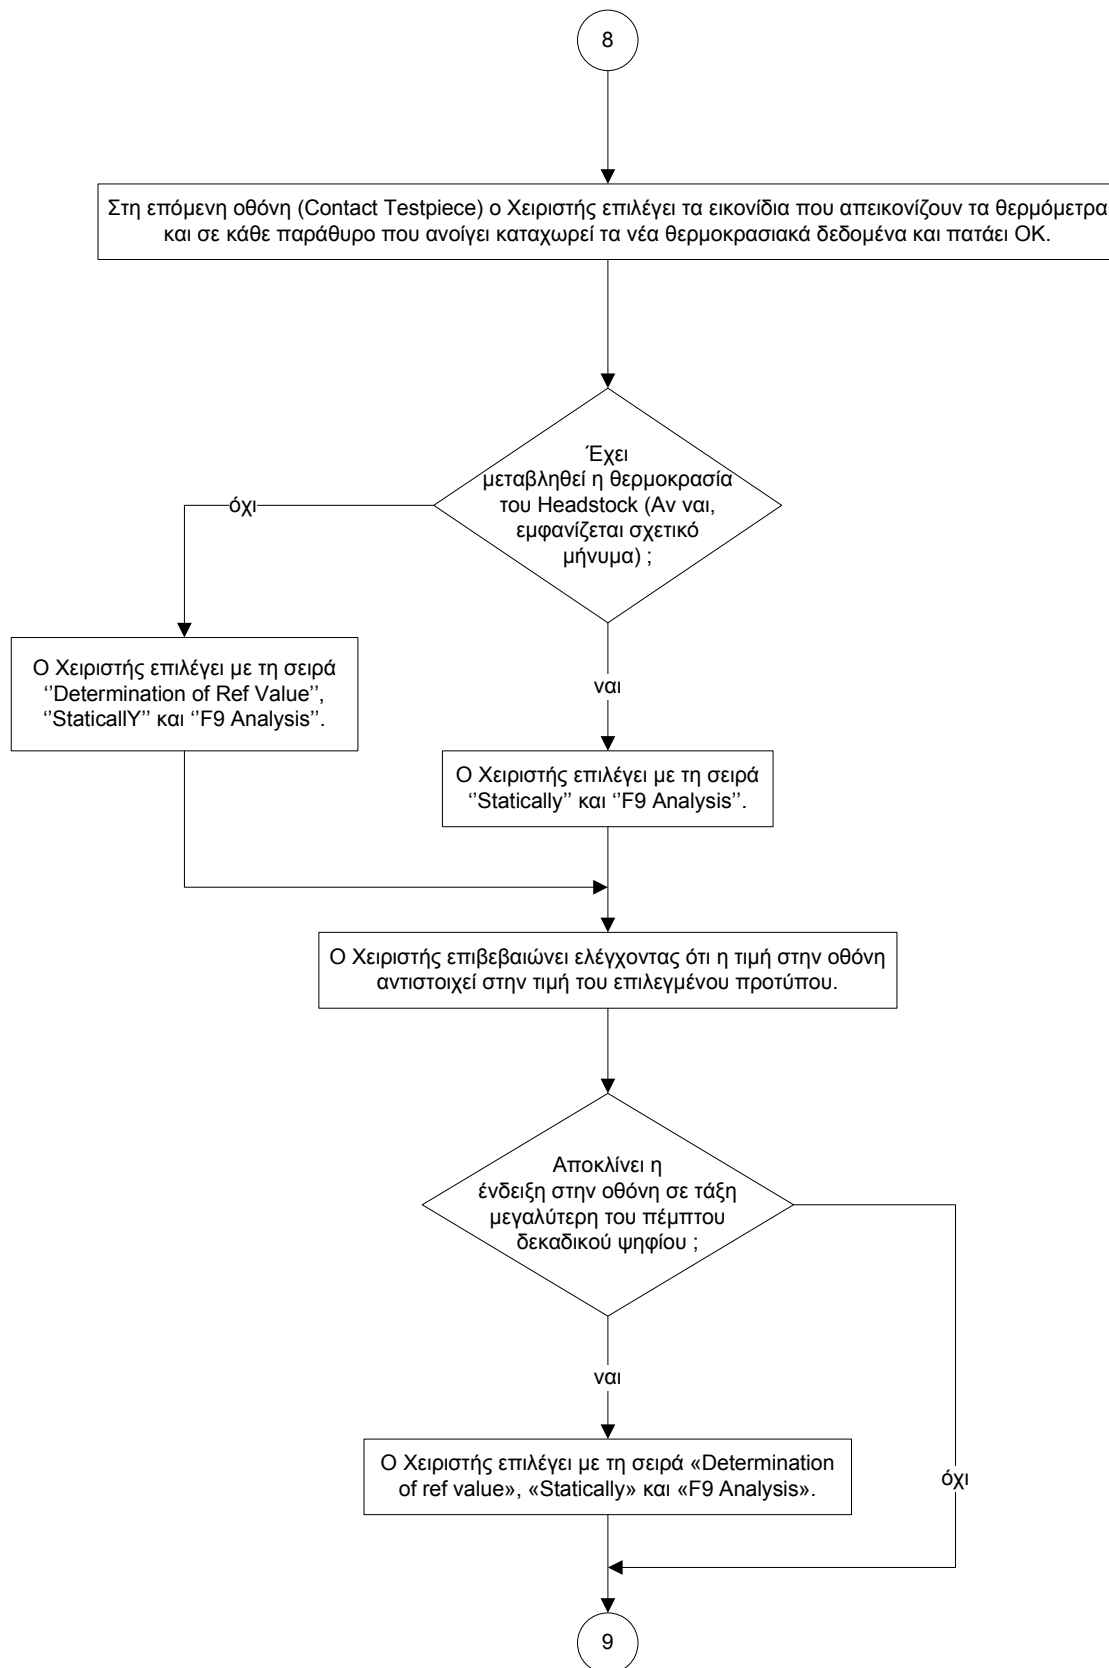 8
Στη επόμενη οθόνη (Contact Testpiece) ο Χειριστής επιλέγει τα εικονίδια που απεικονίζουν τα θερμόμετρα
και σε κάθε παράθυρο που ανοίγει καταχωρεί τα νέα θερμοκρασιακά δεδομένα και πατάει OK.
Έχει
μεταβληθεί η θερμοκρασία
του Headstock (Αν ναι,
εμφανίζεται σχετικό
μήνυμα) ;
όχι
Ο Χειριστής επιλέγει με τη σειρά
‘’Determination of Ref Value’’,
‘’StaticallY’’ και ‘’F9 Analysis’’.
ναι
Ο Χειριστής επιλέγει με τη σειρά
‘’Statically’’ και ‘’F9 Analysis’’.
Ο Χειριστής επιβεβαιώνει ελέγχοντας ότι η τιμή στην οθόνη
αντιστοιχεί στην τιμή του επιλεγμένου προτύπου.
Αποκλίνει η
ένδειξη στην οθόνη σε τάξη
μεγαλύτερη του πέμπτου
δεκαδικού ψηφίου ;
ναι
Ο Χειριστής επιλέγει με τη σειρά «Determination
of ref value», «Statically» και «F9 Analysis».
όχι
9